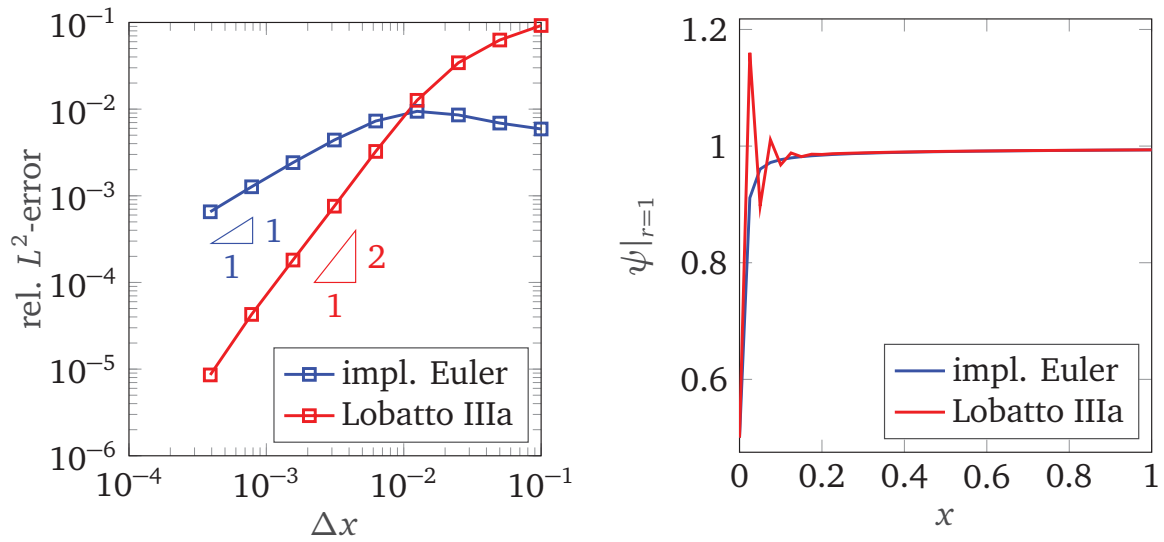 10⁻¹
10⁻²
10⁻³
10⁻⁴
10⁻⁵
10⁻⁶
rel. L²-error
1
1
2
1
impl. Euler
Lobatto IIIa
10⁻⁴ 10⁻³ 10⁻² 10⁻¹
Δx
1.2
1
0.8
0.6
ψ|ᵣ₌₁
impl. Euler
Lobatto IIIa
0 0.2 0.4 0.6 0.8 1
x